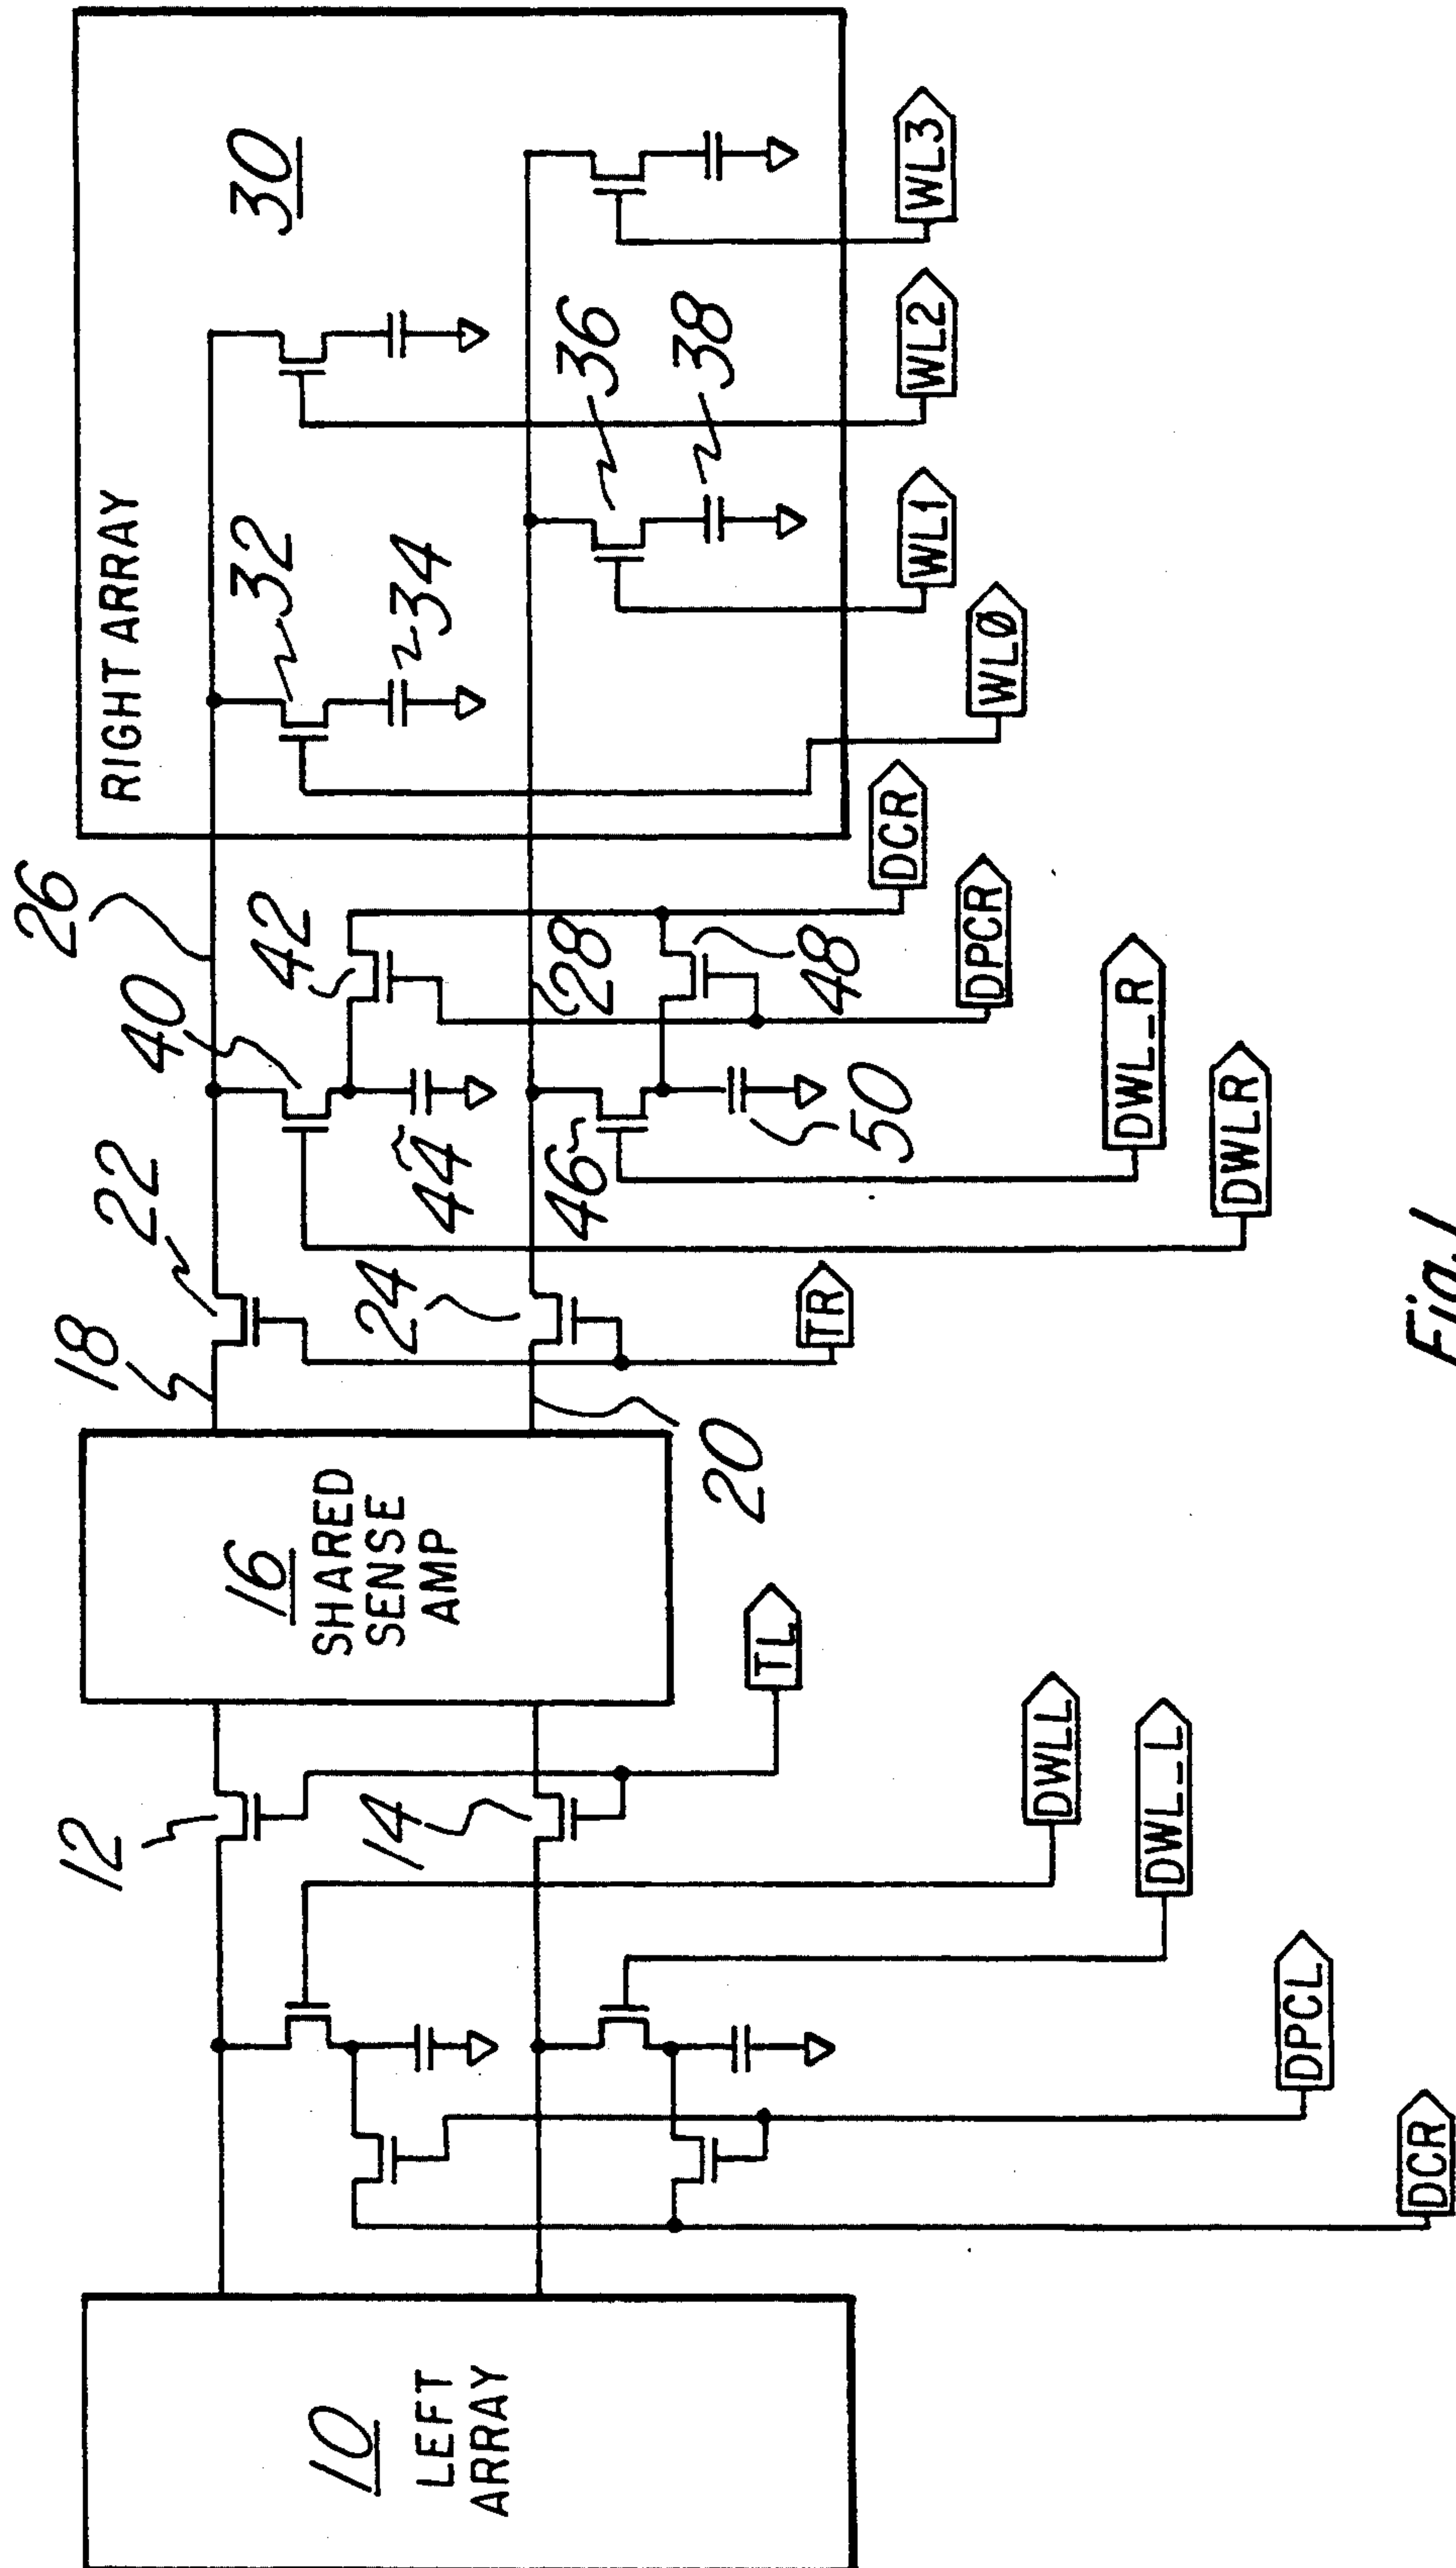 10
LEFT
ARRAY
12
14
16
SHARED
SENSE
AMP
18
20
22
24
26
28
40
42
44
46
48
50
RIGHT ARRAY
30
32
34
36
38
DCR
DPCL
DWL_L
DWLL
TL
TR
DWLR
DWL_R
DPCR
DCR
WLØ
WL1
WL2
WL3
Fig. 1